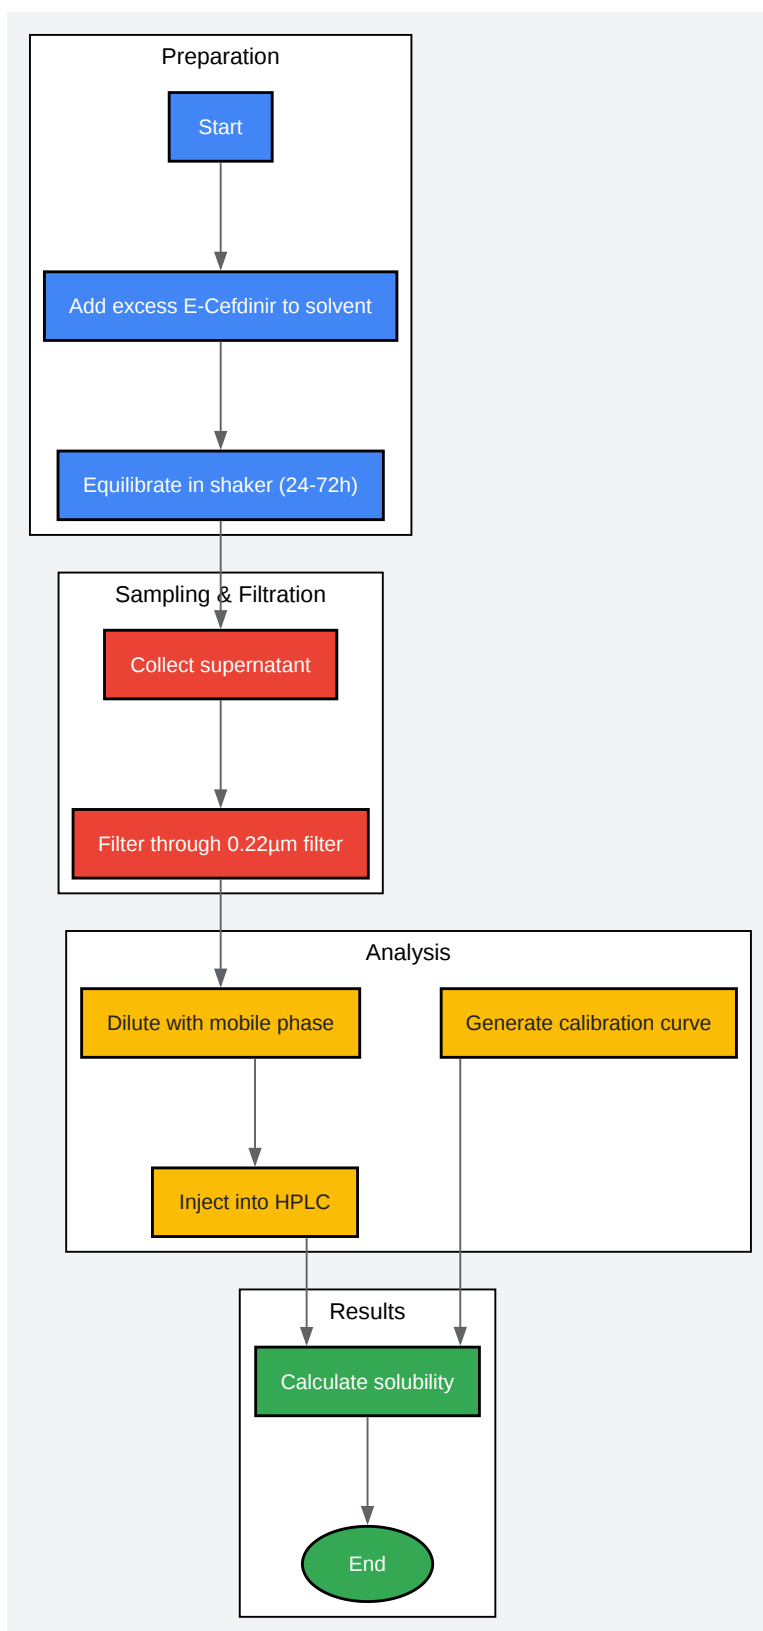 Preparation
Start
Add excess E-Cefdinir to solvent
Equilibrate in shaker (24-72h)
Sampling & Filtration
Collect supernatant
Filter through 0.22µm filter
Analysis
Dilute with mobile phase
Generate calibration curve
Inject into HPLC
Results
Calculate solubility
End